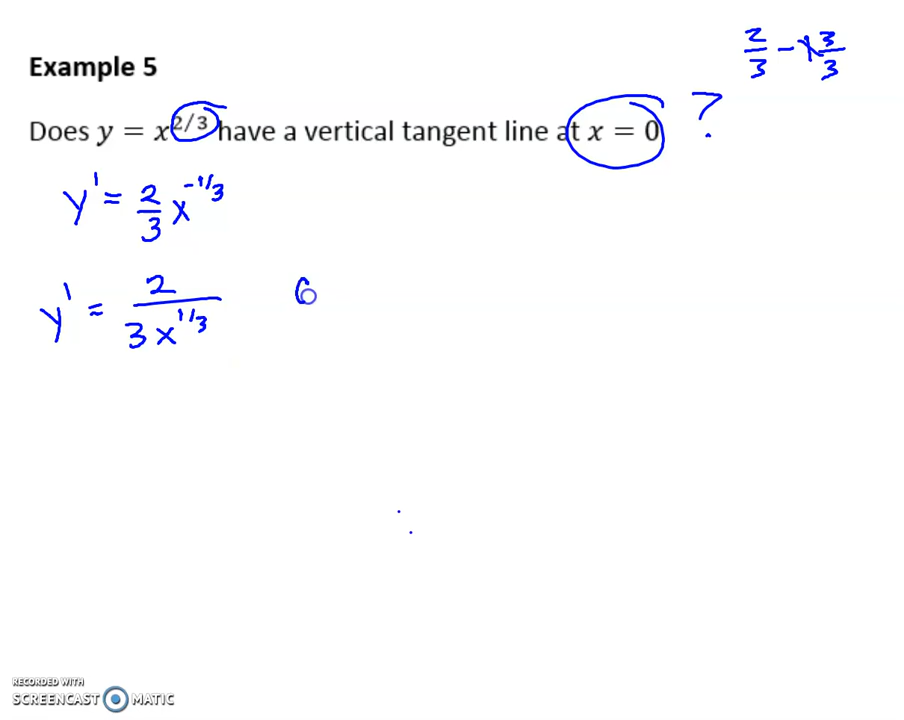 2/3 - 1 3/3
Example 5
Does y = x^{2/3} have a vertical tangent line at x = 0 ?
y' = 2/3 x^{-1/3}
y' = 2/(3x^{1/3})
RECORDED WITH
SCREENCAST MATIC